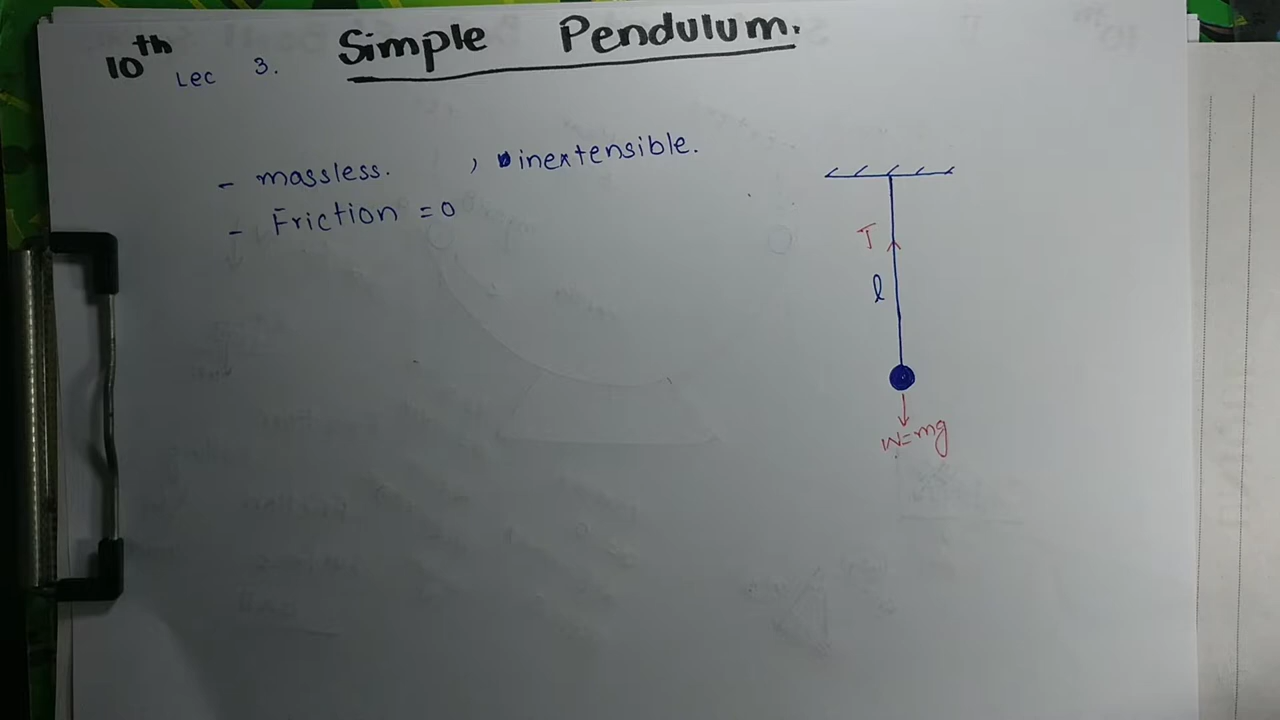 10th Lec 3. Simple Pendulum.
- massless. , inextensible.
- Friction = 0
T
l
W=mg